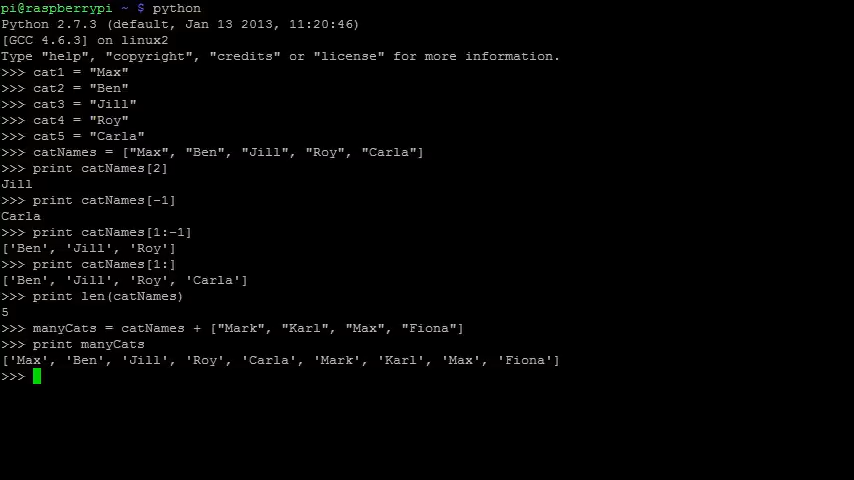 pi@raspberrypi ~ $ python
Python 2.7.3 (default, Jan 13 2013, 11:20:46)
[GCC 4.6.3] on linux2
Type "help", "copyright", "credits" or "license" for more information.
>>> cat1 = "Max"
>>> cat2 = "Ben"
>>> cat3 = "Jill"
>>> cat4 = "Roy"
>>> cat5 = "Carla"
>>> catNames = ["Max", "Ben", "Jill", "Roy", "Carla"]
>>> print catNames[2]
Jill
>>> print catNames[-1]
Carla
>>> print catNames[1:-1]
['Ben', 'Jill', 'Roy']
>>> print catNames[1:]
['Ben', 'Jill', 'Roy', 'Carla']
>>> print len(catNames)
5
>>> manyCats = catNames + ["Mark", "Karl", "Max", "Fiona"]
>>> print manyCats
['Max', 'Ben', 'Jill', 'Roy', 'Carla', 'Mark', 'Karl', 'Max', 'Fiona']
>>>